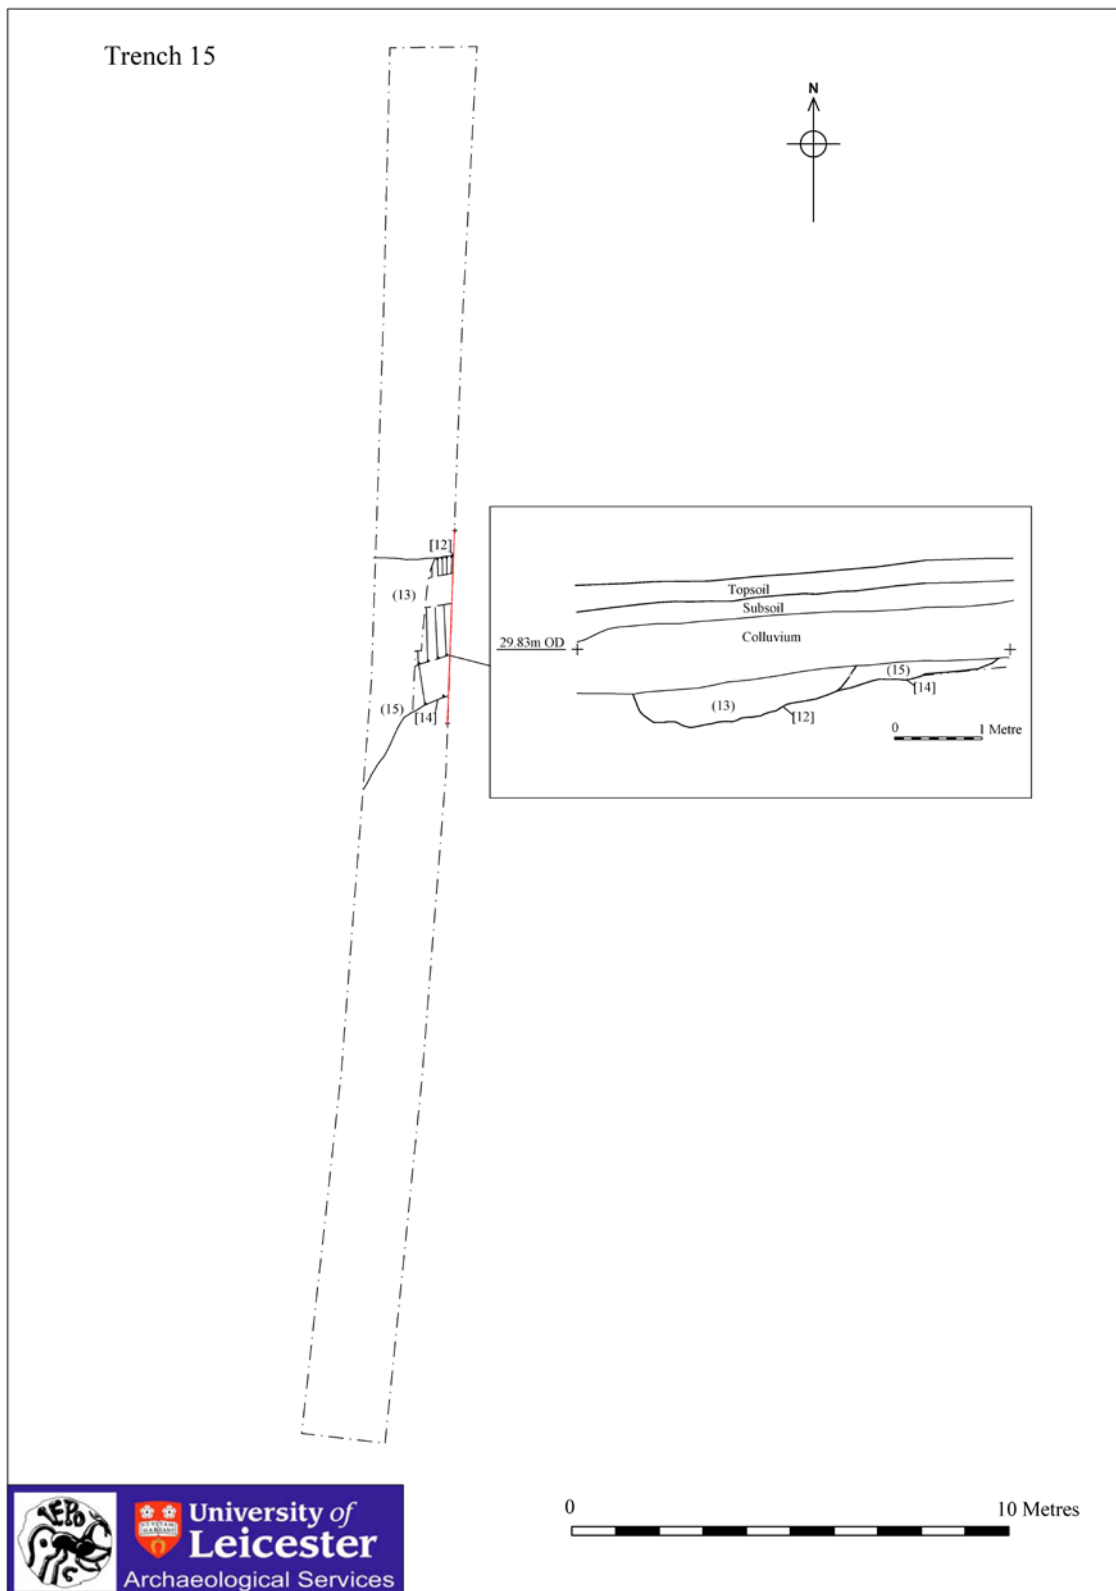 Trench 15
N
[12]
(13)
(15)
[14]
Topsoil
Subsoil
Colluvium
29.83m OD
(15)
[14]
(13)
[12]
0 1 Metre
University of
Leicester
Archaeological Services
0 10 Metres